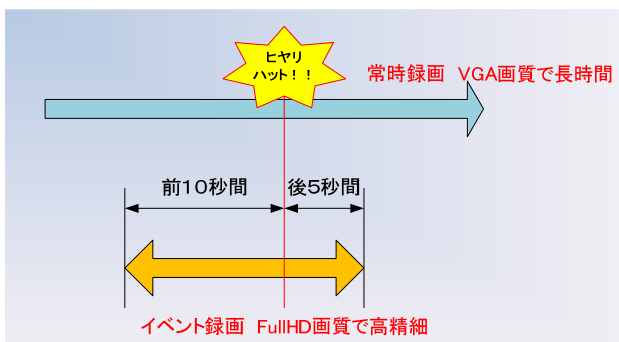 ヒヤリ
ハット！！
常時録画　VGA画質で長時間
前１０秒間
後５秒間
イベント録画　FullHD画質で高精細